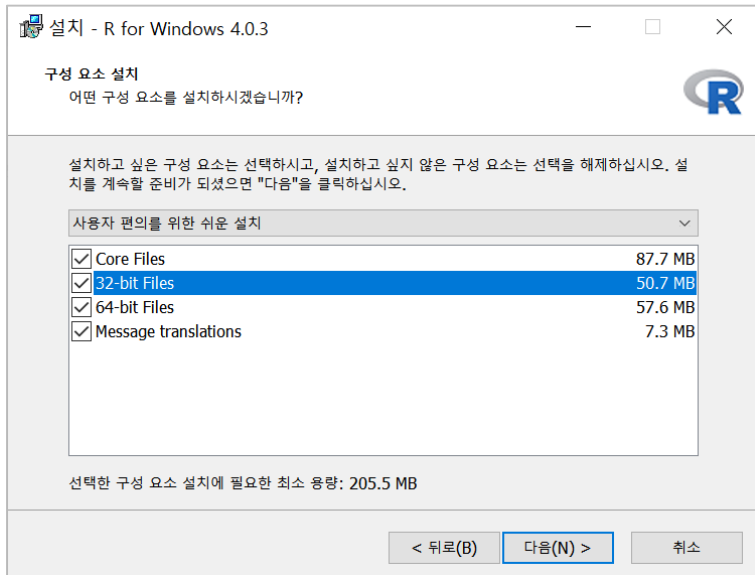 설치 - R for Windows 4.0.3
구성 요소 설치
어떤 구성 요소를 설치하시겠습니까?
R
설치하고 싶은 구성 요소는 선택하시고, 설치하고 싶지 않은 구성 요소는 선택을 해제하십시오. 설
치를 계속할 준비가 되셨으면 "다음"을 클릭하십시오.
사용자 편의를 위한 쉬운 설치
Core Files 87.7 MB
32-bit Files 50.7 MB
64-bit Files 57.6 MB
Message translations 7.3 MB
선택한 구성 요소 설치에 필요한 최소 용량: 205.5 MB
< 뒤로(B) 다음(N) > 취소